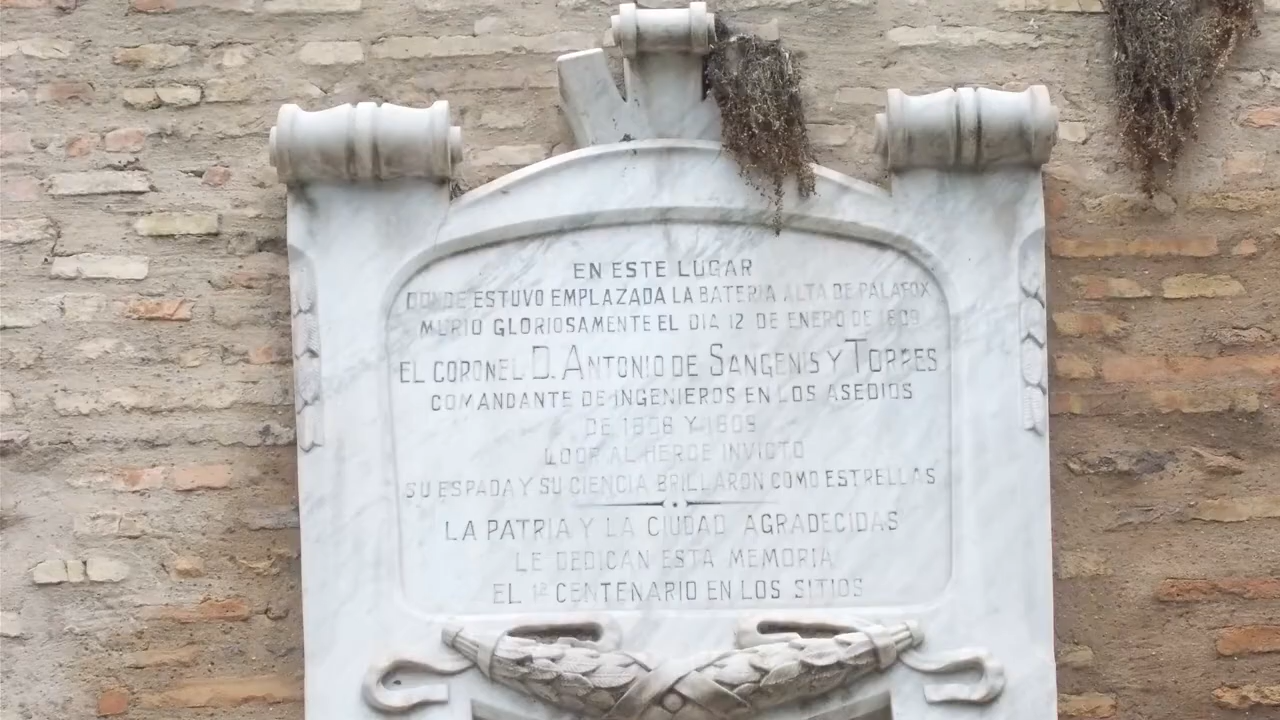 EN ESTE LUGAR
DONDE ESTUVO EMPLAZADA LA BATERIA ALTA DE PALAFOX
MURIO GLORIOSAMENTE EL DIA 12 DE ENERO DE 1809
EL CORONEL D. ANTONIO DE SANGENIS Y TORRES
COMANDANTE DE INGENIEROS EN LOS ASEDIOS
DE 1808 Y 1809
LOOR AL HEROE INVICTO
SU ESPADA Y SU CIENCIA BRILLARON COMO ESTRELLAS
LA PATRIA Y LA CIUDAD AGRADECIDAS
LE DEDICAN ESTA MEMORIA
EL 1º CENTENARIO EN LOS SITIOS